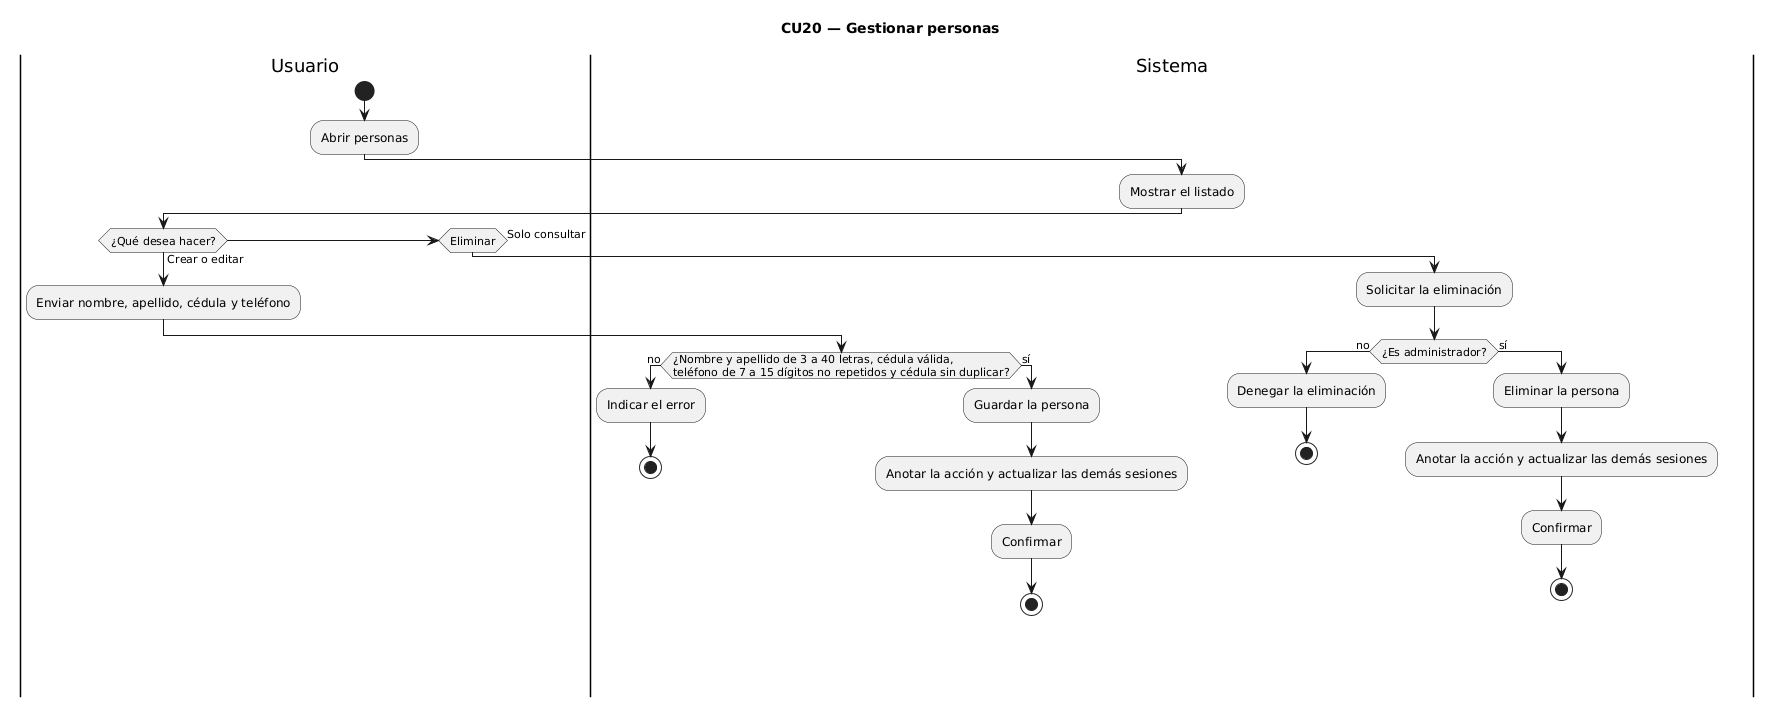 CU20 — Gestionar personas
Usuario
Sistema
Abrir personas
Mostrar el listado
¿Qué desea hacer?
Eliminar
Solo consultar
Crear o editar
Enviar nombre, apellido, cédula y teléfono
Solicitar la eliminación
no
¿Nombre y apellido de 3 a 40 letras, cédula válida,
teléfono de 7 a 15 dígitos no repetidos y cédula sin duplicar?
sí
no
¿Es administrador?
sí
Indicar el error
Guardar la persona
Denegar la eliminación
Eliminar la persona
Anotar la acción y actualizar las demás sesiones
Anotar la acción y actualizar las demás sesiones
Confirmar
Confirmar